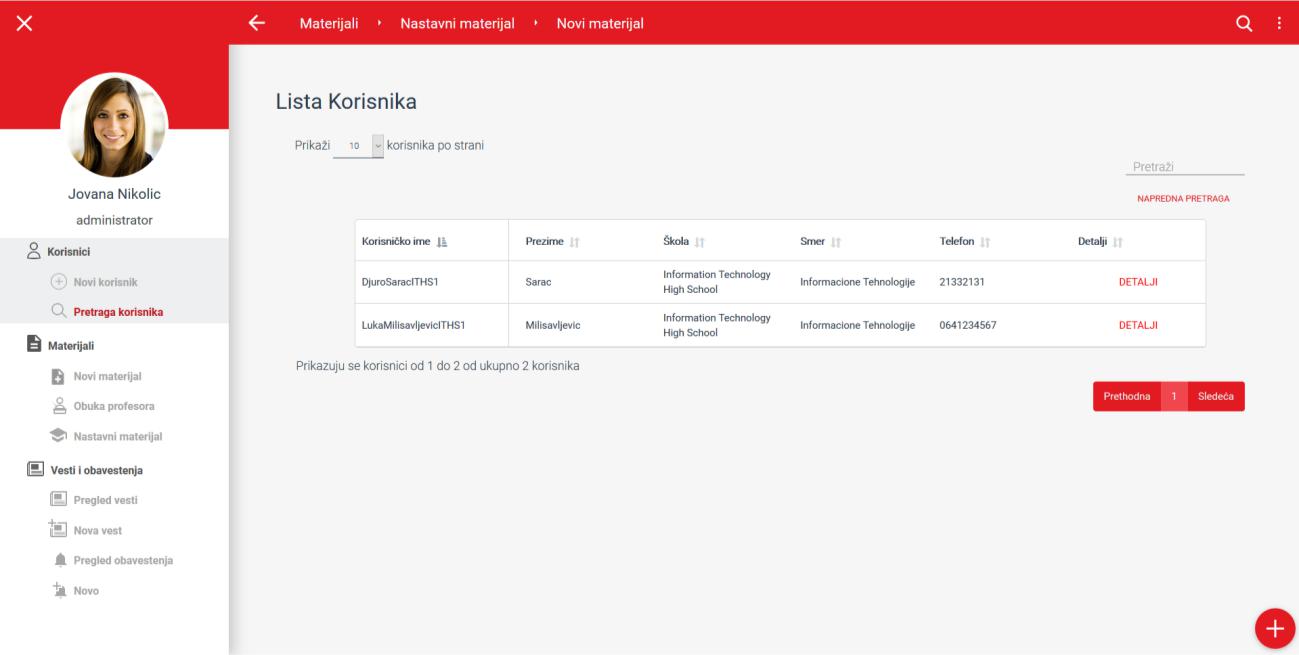 Materijali Nastavni materijal Novi materijal
Jovana Nikolic
administrator
Korisnici
Novi korisnik
Pretraga korisnika
Materijali
Novi materijal
Obuka profesora
Nastavni materijal
Vesti i obavestenja
Pregled vesti
Nova vest
Pregled obavestenja
Novo
Lista Korisnika
Prikaži 10 korisnika po strani
Pretraži
NAPREDNA PRETRAGA
Korisničko ime Prezime Škola Smer Telefon Detalji
DjuroSaracITHS1 Sarac Information Technology High School Informacione Tehnologije 21332131 DETALJI
LukaMilisavljevicITHS1 Milisavljevic Information Technology High School Informacione Tehnologije 0641234567 DETALJI
Prikazuju se korisnici od 1 do 2 od ukupno 2 korisnika
Prethodna 1 Sledeća